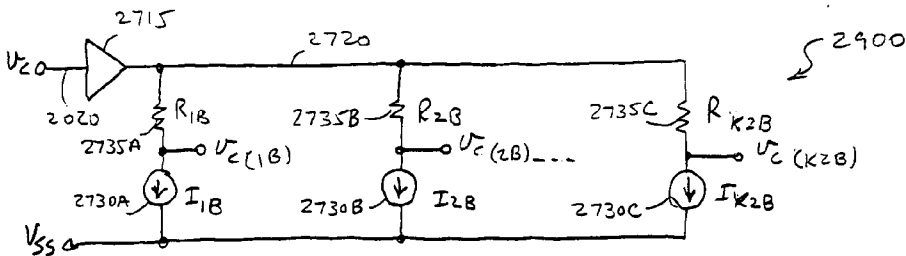 2715
2720
2900
VC
2020
2735A
R1B
VC(1B)
2735B
R2B
VC(2B)----
2735C
RK2B
VC(K2B)
2730A
I1B
2730B
I2B
2730C
IK2B
VSS